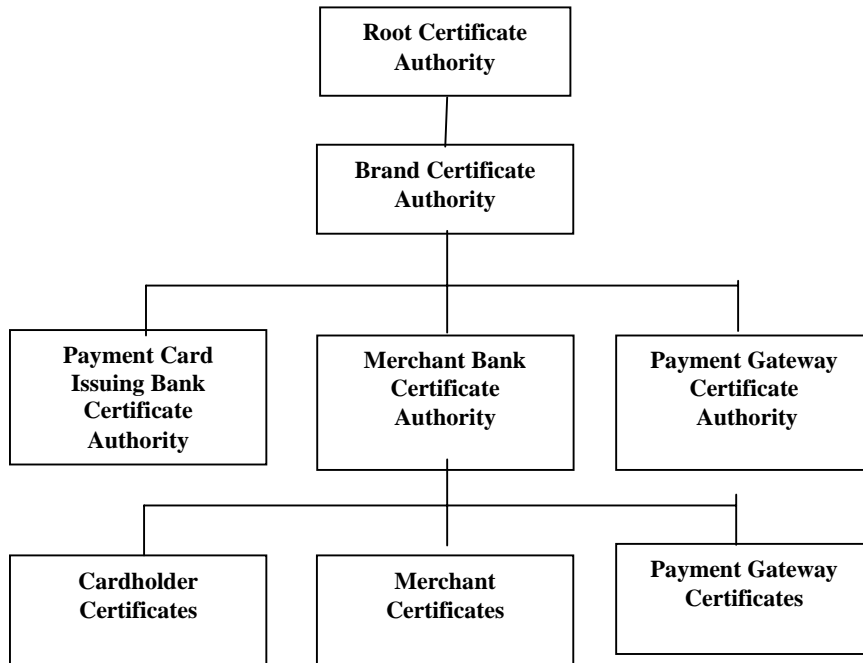 Root Certificate
Authority
Brand Certificate
Authority
Payment Card
Issuing Bank
Certificate
Authority
Merchant Bank
Certificate
Authority
Payment Gateway
Certificate
Authority
Cardholder
Certificates
Merchant
Certificates
Payment Gateway
Certificates